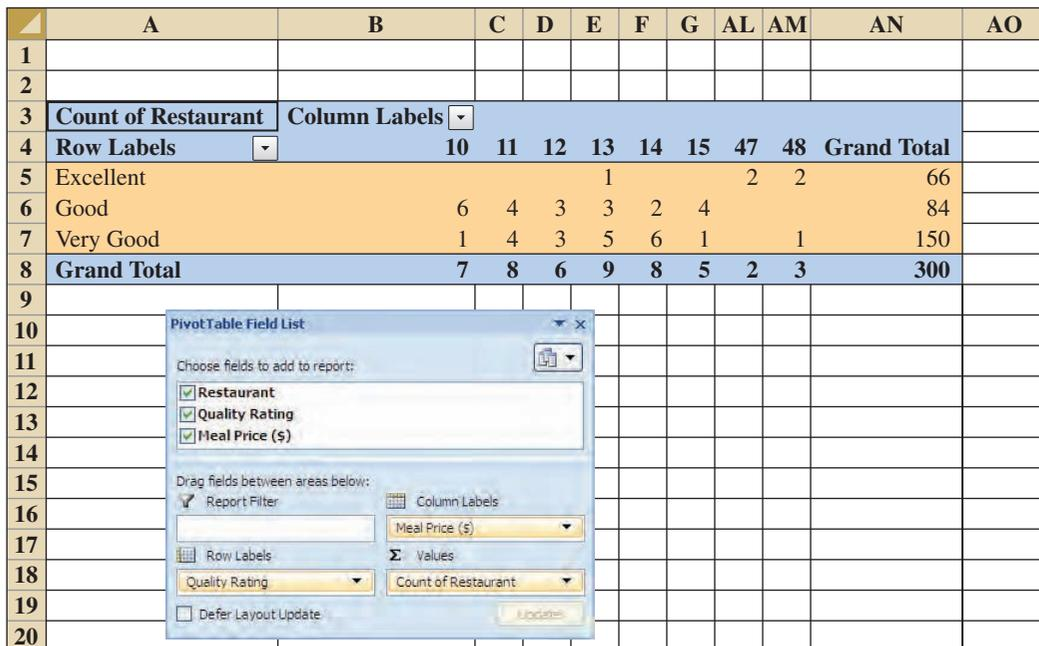 A B C D E F G AL AM AN AO
1
2
3 Count of Restaurant Column Labels
4 Row Labels 10 11 12 13 14 15 47 48 Grand Total
5 Excellent 1 2 2 66
6 Good 6 4 3 3 2 4 84
7 Very Good 1 4 3 5 6 1 1 150
8 Grand Total 7 8 6 9 8 5 2 3 300
9
10 PivotTable Field List
11 Choose fields to add to report:
12 Restaurant
13 Quality Rating
Meal Price ($)
14
15 Drag fields between areas below:
16 Report Filter Column Labels
Meal Price ($)
17 Row Labels Σ Values
18 Quality Rating Count of Restaurant
19 Defer Layout Update Update
20